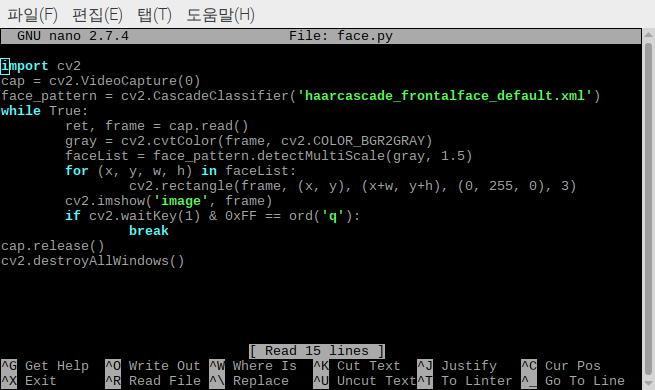 파일(F) 편집(E) 탭(T) 도움말(H)
GNU nano 2.7.4 File: face.py
import cv2
cap = cv2.VideoCapture(0)
face_pattern = cv2.CascadeClassifier('haarcascade_frontalface_default.xml')
while True:
        ret, frame = cap.read()
        gray = cv2.cvtColor(frame, cv2.COLOR_BGR2GRAY)
        faceList = face_pattern.detectMultiScale(gray, 1.5)
        for (x, y, w, h) in faceList:
                cv2.rectangle(frame, (x, y), (x+w, y+h), (0, 255, 0), 3)
        cv2.imshow('image', frame)
        if cv2.waitKey(1) & 0xFF == ord('q'):
                break
cap.release()
cv2.destroyAllWindows()
[ Read 15 lines ]
^G Get Help ^O Write Out ^W Where Is ^K Cut Text ^J Justify ^C Cur Pos
^X Exit ^R Read File ^\ Replace ^U Uncut Text ^T To Linter ^_ Go To Line